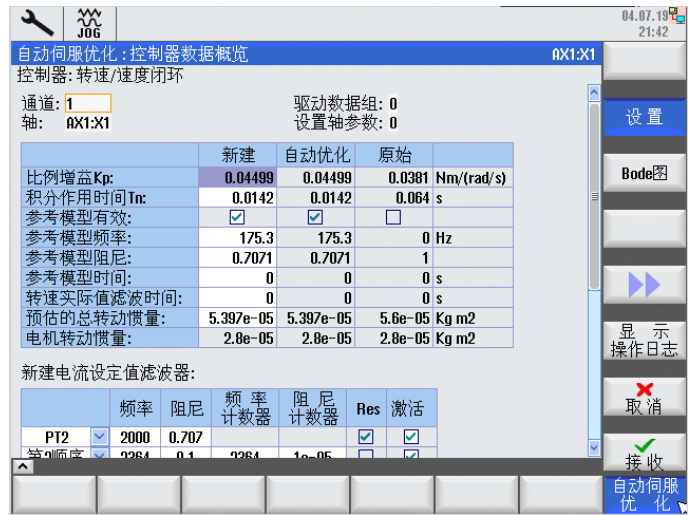 JOG
04.07.19
21:42
自动伺服优化 : 控制器数据概览 AX1:X1
控制器: 转速/速度闭环
通道: 1 驱动数据组: 0
轴: AX1:X1 设置轴参数: 0
新建 自动优化 原始
比例增益Kp: 0.04499 0.04499 0.0381 Nm/(rad/s)
积分作用时间Tn: 0.0142 0.0142 0.064 s
参考模型有效:
参考模型频率: 175.3 175.3 0 Hz
参考模型阻尼: 0.7071 0.7071 1
参考模型时间: 0 0 0 s
转速实际值滤波时间: 0 0 0 s
预估的总转动惯量: 5.397e-05 5.397e-05 5.6e-05 Kg m2
电机转动惯量: 2.8e-05 2.8e-05 2.8e-05 Kg m2
新建电流设定值滤波器:
频率 阻尼 频 率 计数器 阻 尼 计数器 Res 激活
PT2 2000 0.707
第2顺序 2364 0.1 2364 1e-05
设 置
Bode图
显 示
操作日志
取 消
接 收
自动伺服
优 化